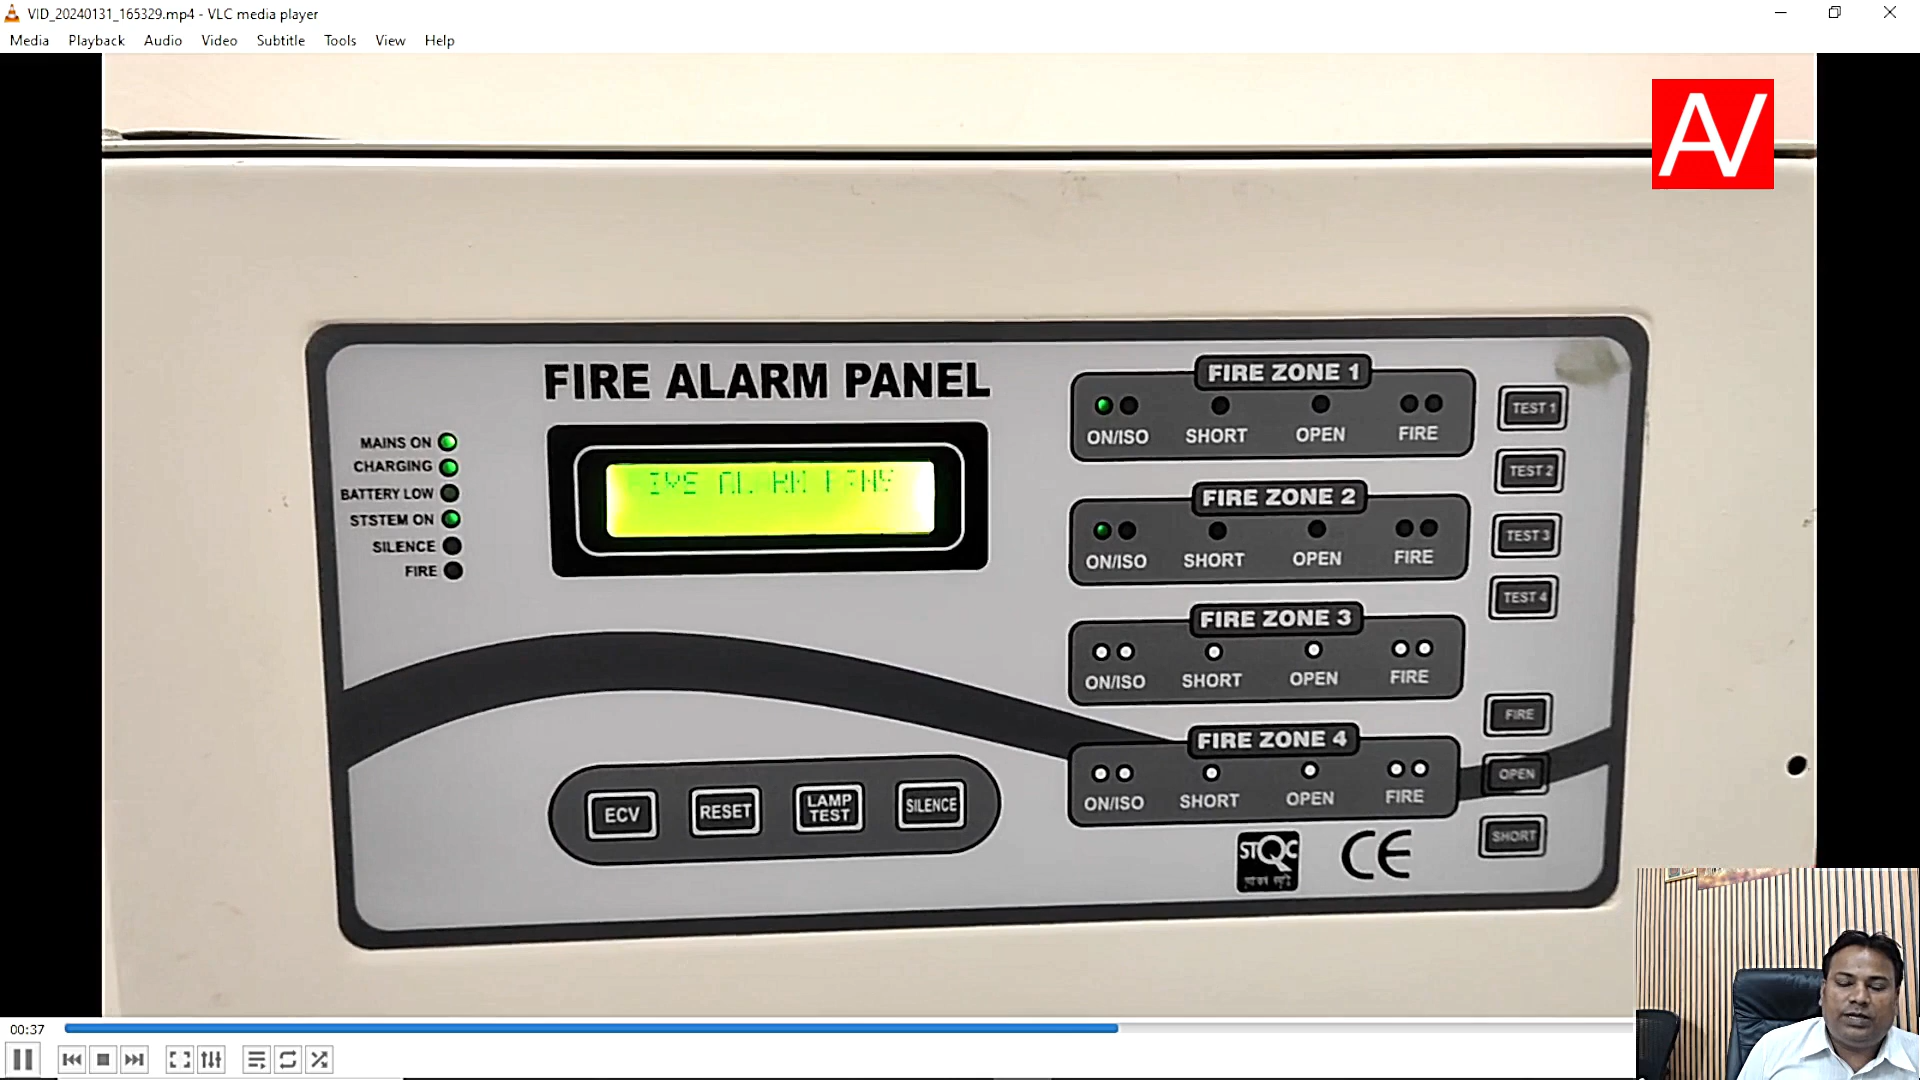 VID_20240131_165329.mp4 - VLC media player
Media Playback Audio Video Subtitle Tools View Help
AV
FIRE ALARM PANEL
MAINS ON
CHARGING
BATTERY LOW
STSTEM ON
SILENCE
FIRE
FIRE ZONE 1
ON/ISO SHORT OPEN FIRE
FIRE ZONE 2
ON/ISO SHORT OPEN FIRE
FIRE ZONE 3
ON/ISO SHORT OPEN FIRE
FIRE ZONE 4
ON/ISO SHORT OPEN FIRE
TEST 1
TEST 2
TEST 3
TEST 4
FIRE
OPEN
SHORT
ECV
RESET
LAMP
TEST
SILENCE
STQC
CE
00:37